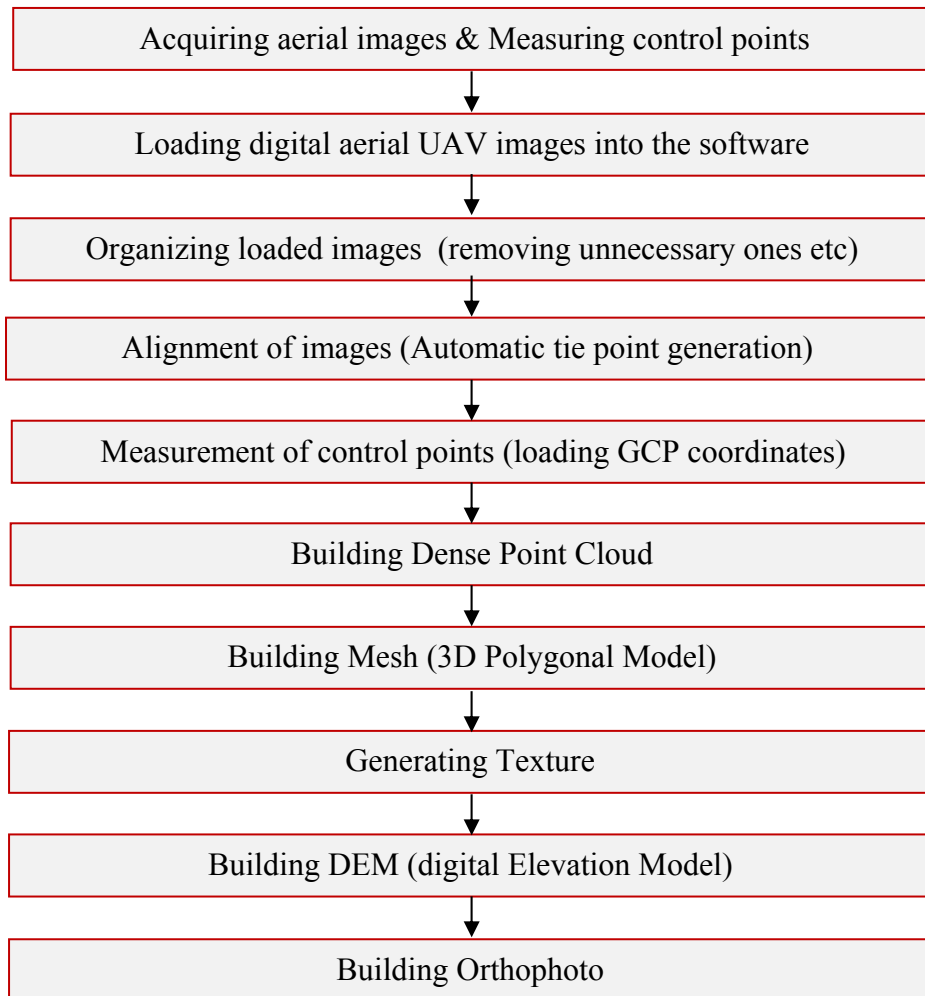 Acquiring aerial images & Measuring control points
Loading digital aerial UAV images into the software
Organizing loaded images  (removing unnecessary ones etc)
Alignment of images (Automatic tie point generation)
Measurement of control points (loading GCP coordinates)
Building Dense Point Cloud
Building Mesh (3D Polygonal Model)
Generating Texture
Building DEM (digital Elevation Model)
Building Orthophoto